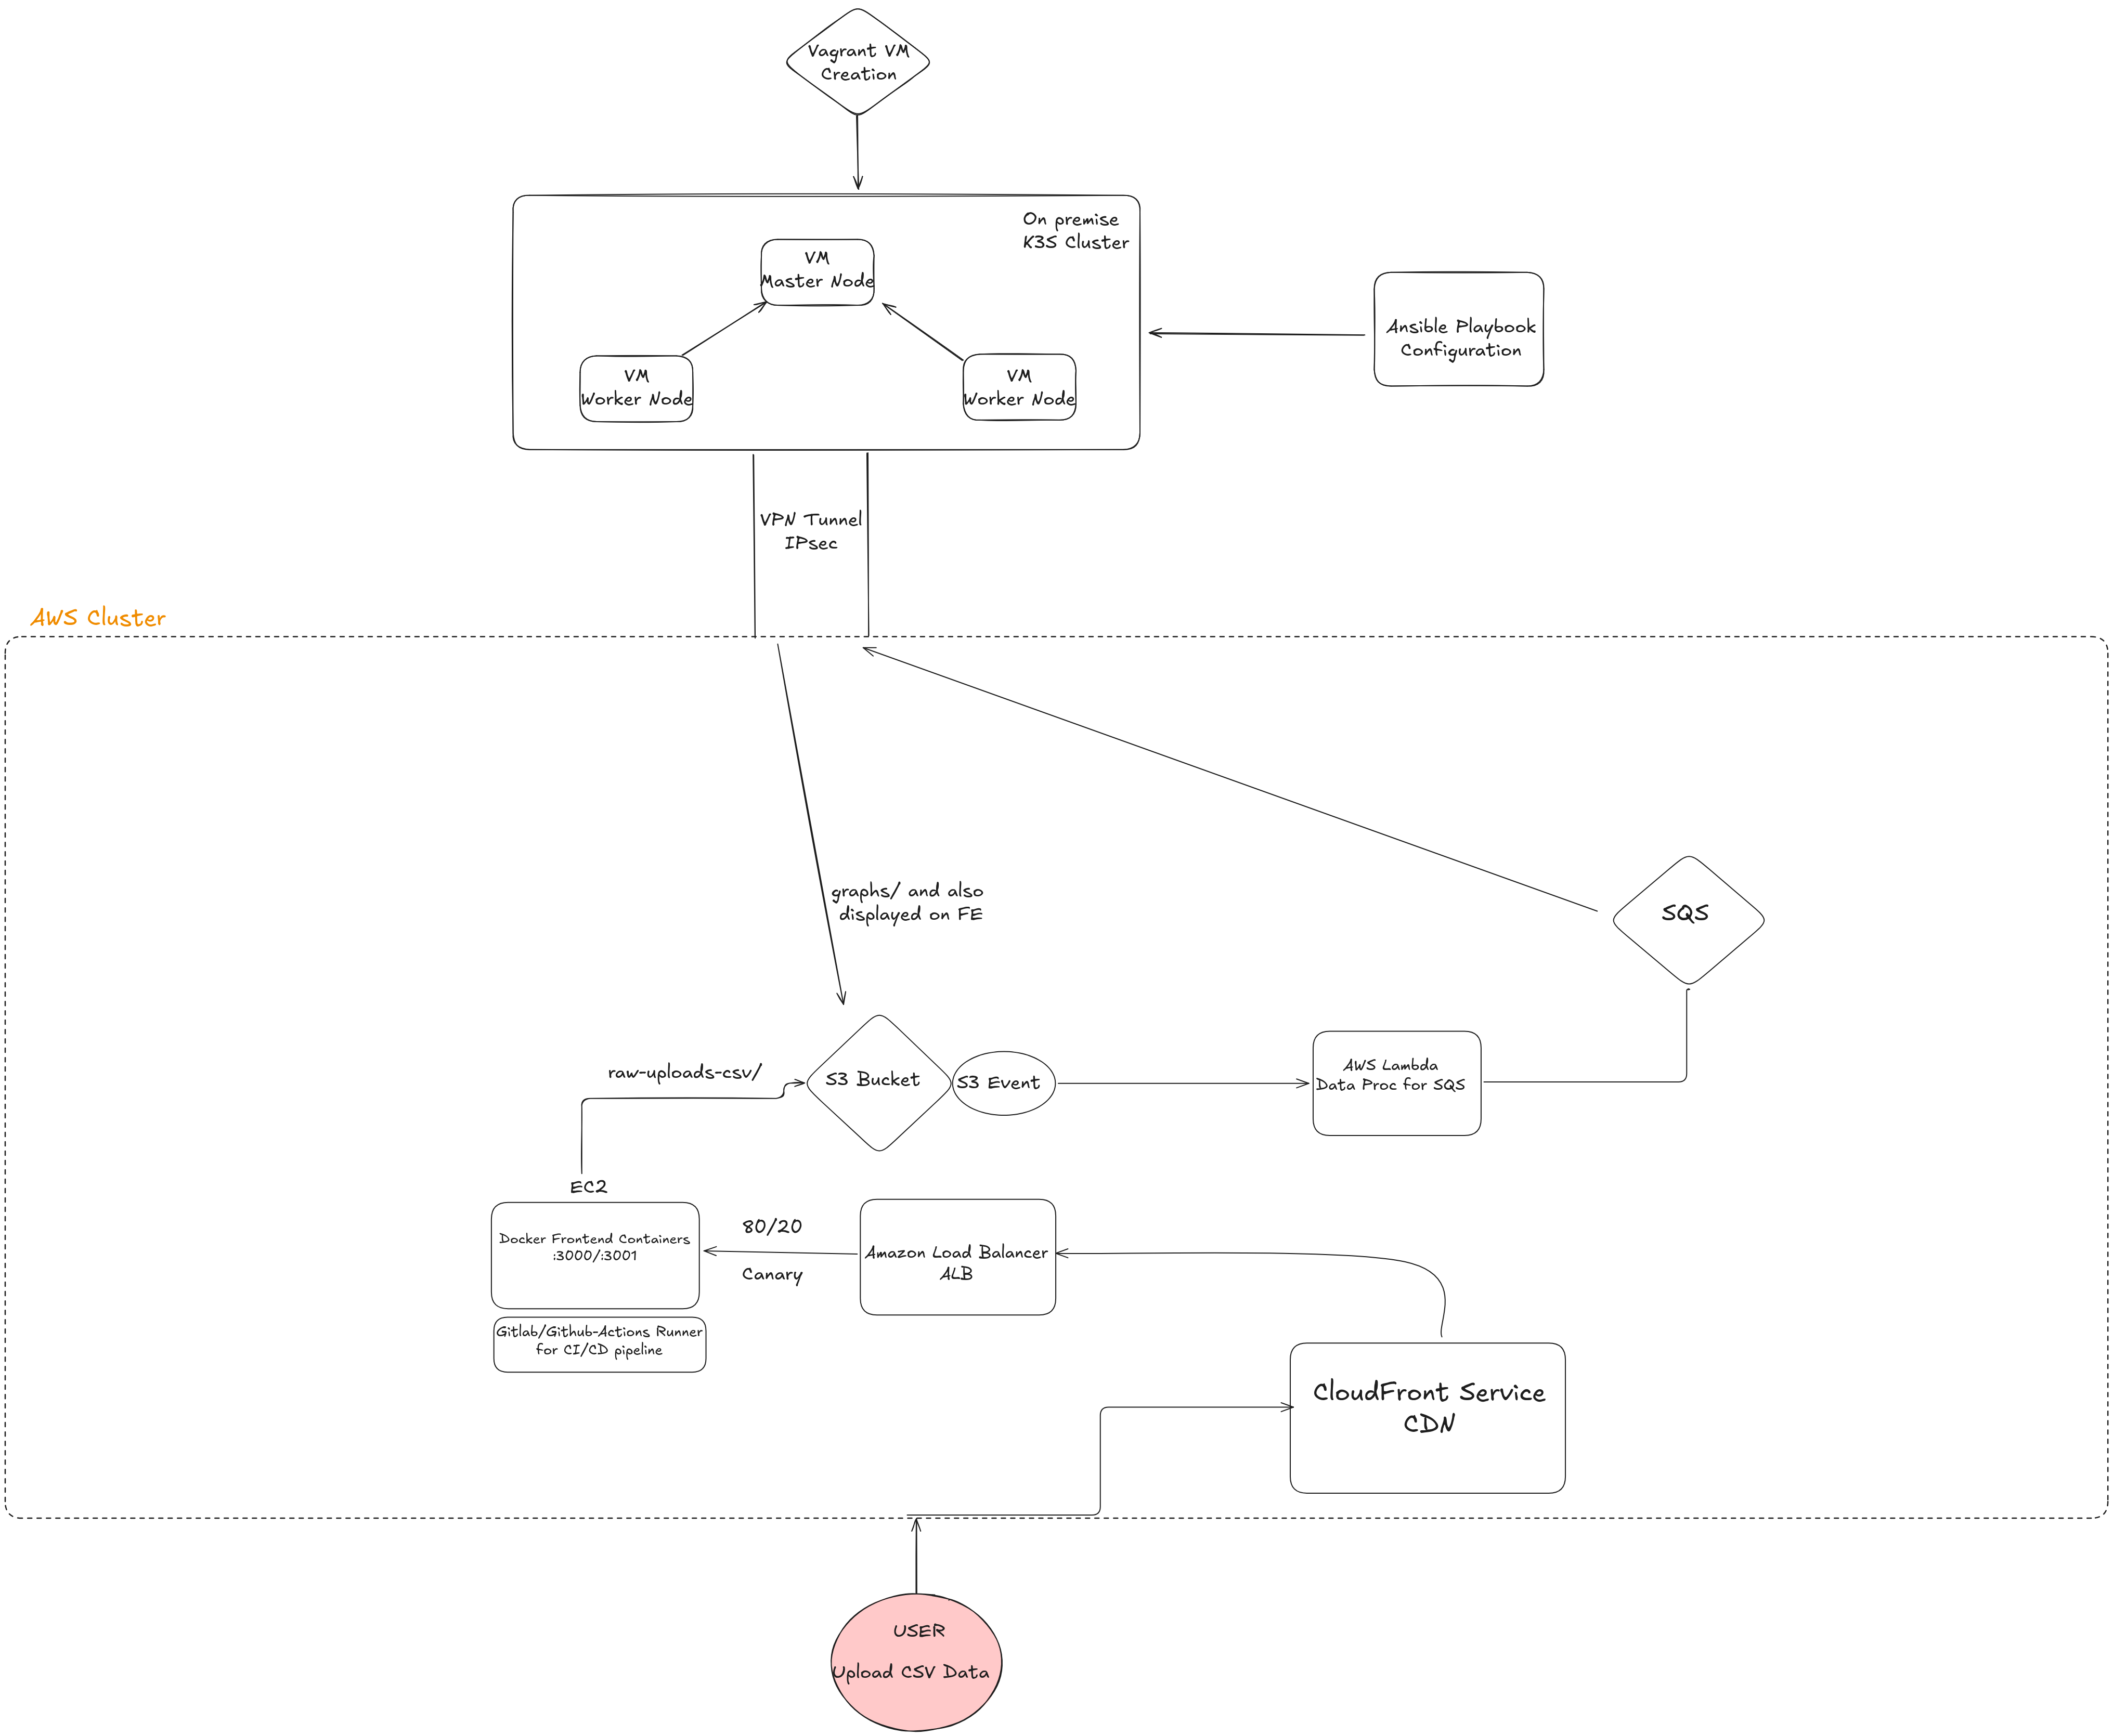 Vagrant VM
Creation
On premise
K3S Cluster
VM
Master Node
Ansible Playbook
Configuration
VM
Worker Node
VM
Worker Node
VPN Tunnel
IPsec
AWS Cluster
graphs/ and also
displayed on FE
SQS
raw-uploads-csv/
S3 Bucket
S3 Event
AWS Lambda
Data Proc for SQS
EC2
Docker Frontend Containers
:3000/:3001
80/20
Canary
Amazon Load Balancer
ALB
Gitlab/Github-Actions Runner
for CI/CD pipeline
CloudFront Service
CDN
USER
Upload CSV Data